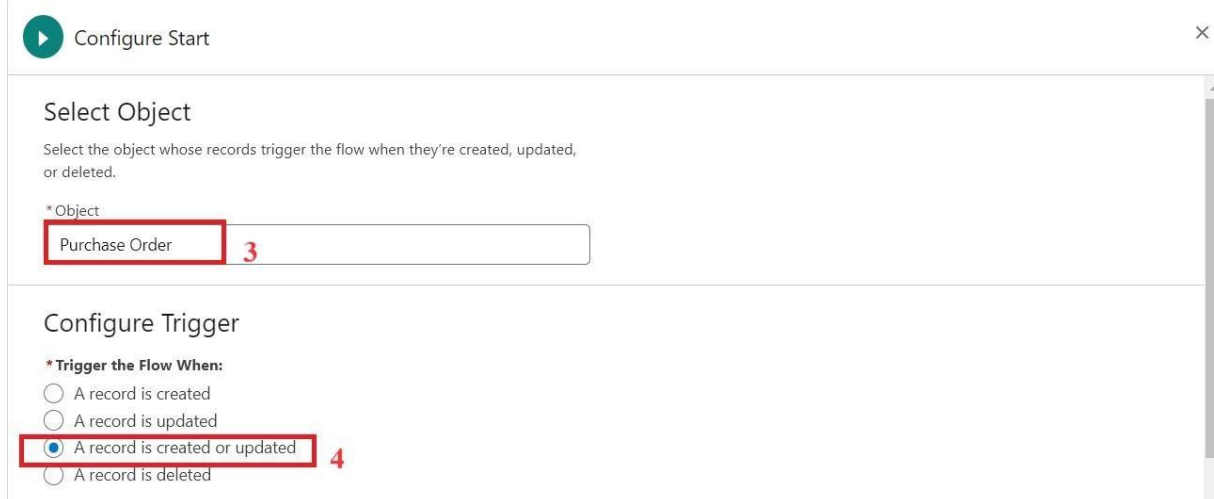 Configure Start
Select Object
Select the object whose records trigger the flow when they're created, updated,
or deleted.
*Object
Purchase Order
3
Configure Trigger
*Trigger the Flow When:
A record is created
A record is updated
A record is created or updated
4
A record is deleted